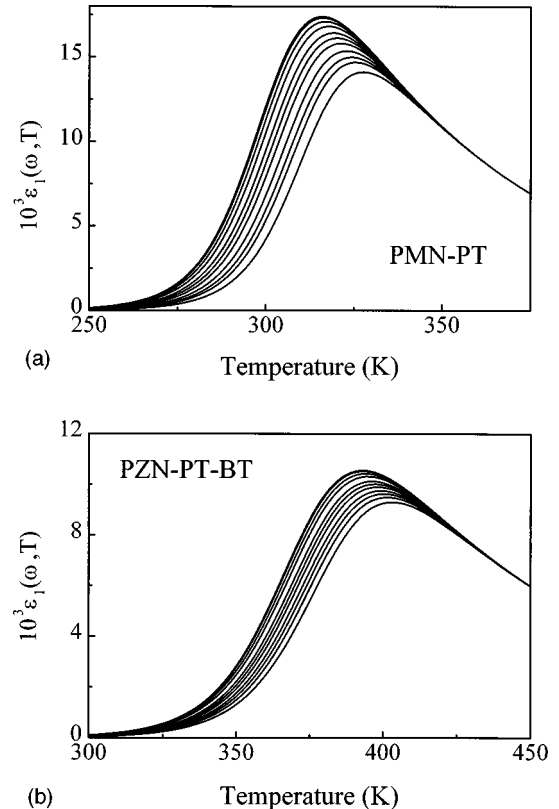 15
10
5
0
10³ε₁(ω,T)
PMN-PT
250
300
350
(a)
Temperature (K)
12
8
4
0
10³ε₁(ω,T)
PZN-PT-BT
300
350
400
450
(b)
Temperature (K)